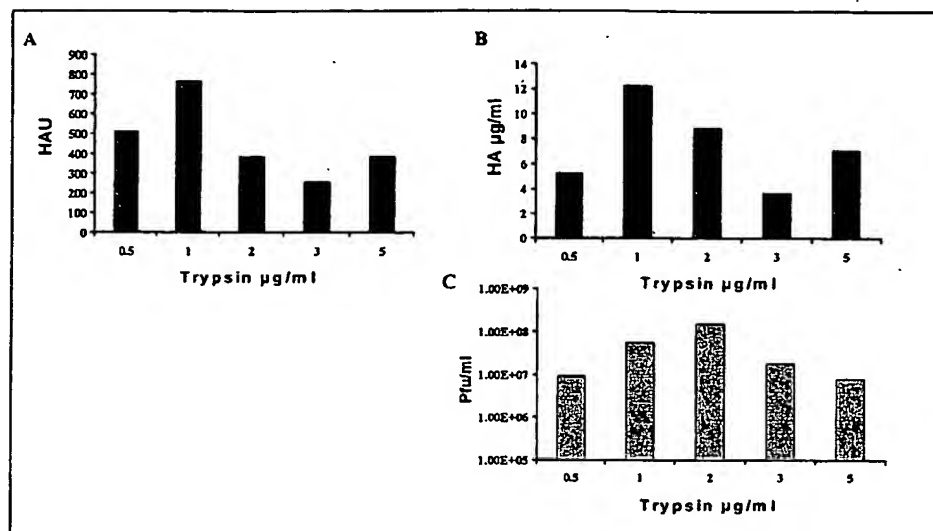 A
900
800
700
600
500
400
300
200
100
0
HAU
0.5 1 2 3 5
Trypsin µg/ml
B
14
12
10
8
6
4
2
0
HA µg/ml
0.5 1 2 3 5
Trypsin µg/ml
C
1.00E+09
1.00E+08
1.00E+07
1.00E+06
1.00E+05
Pfu/ml
0.5 1 2 3 5
Trypsin µg/ml